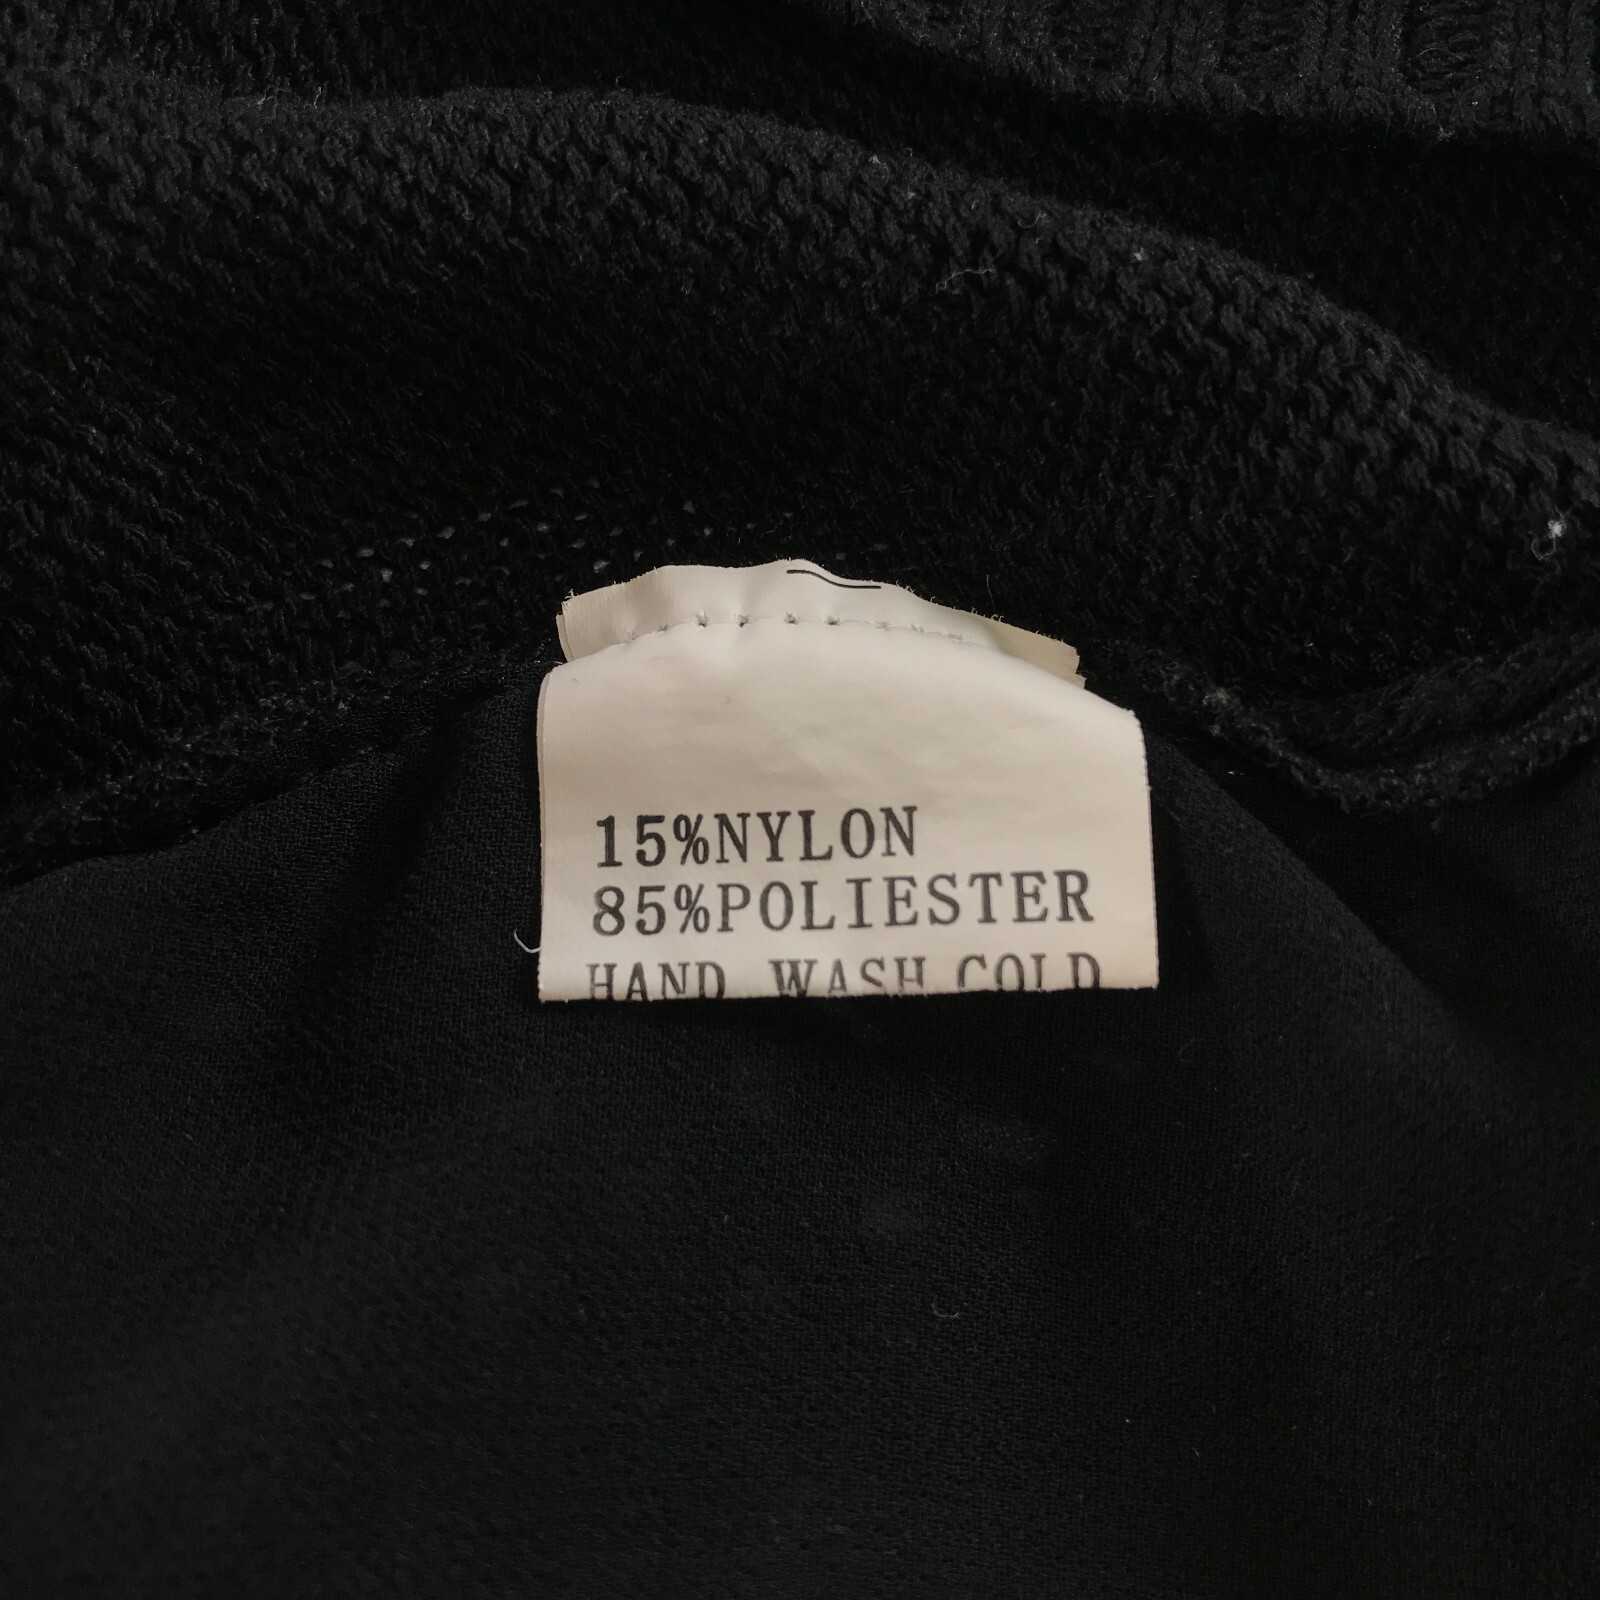 15%NYLON
85%POLIESTER
HAND WASH COLD